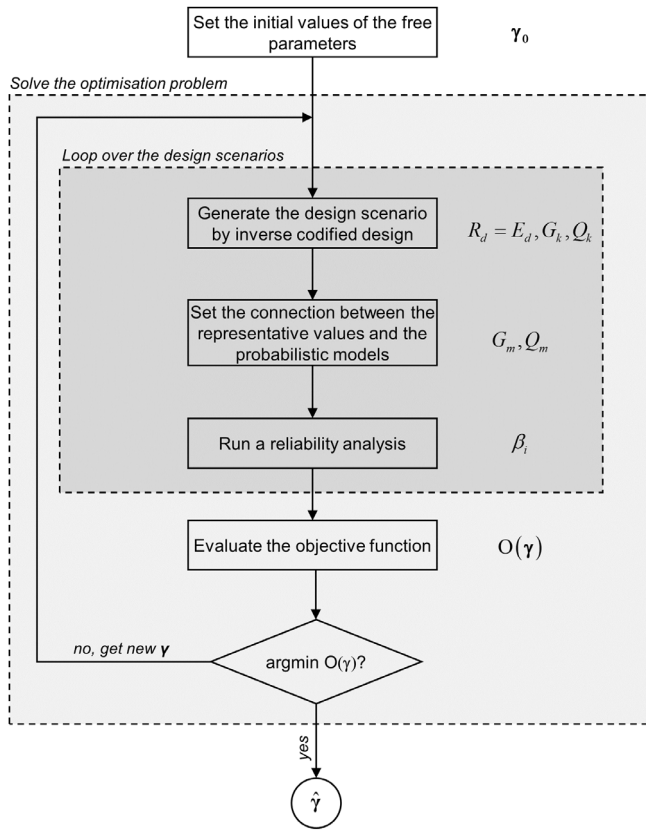 Set the initial values of the free
parameters
γ₀
Solve the optimisation problem
Loop over the design scenarios
Generate the design scenario
by inverse codified design
R_d = E_d, G_k, Q_k
Set the connection between the
representative values and the
probabilistic models
G_m, Q_m
Run a reliability analysis
β_i
Evaluate the objective function
O(γ)
no, get new γ
argmin O(γ)?
yes
γ̂